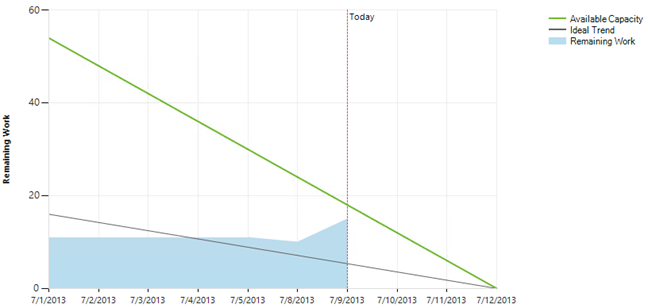 60
Today
Available Capacity
Ideal Trend
Remaining Work
40
Remaining Work
20
0
7/1/2013 7/2/2013 7/3/2013 7/4/2013 7/5/2013 7/8/2013 7/9/2013 7/10/2013 7/11/2013 7/12/2013